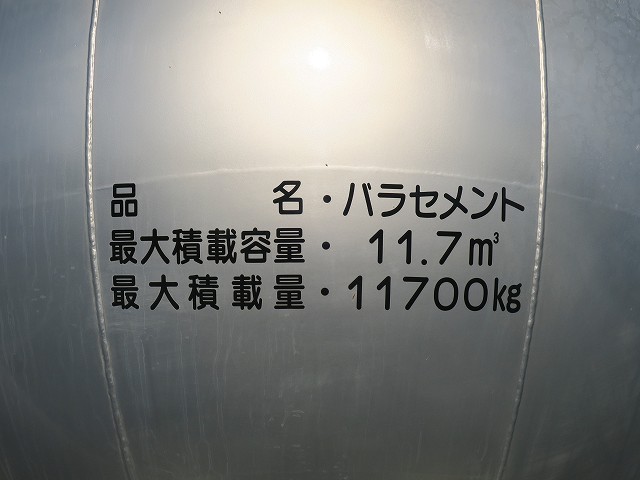 品　　　名・バラセメント
最大積載容量・ 11.7m³
最大積載量・11700kg